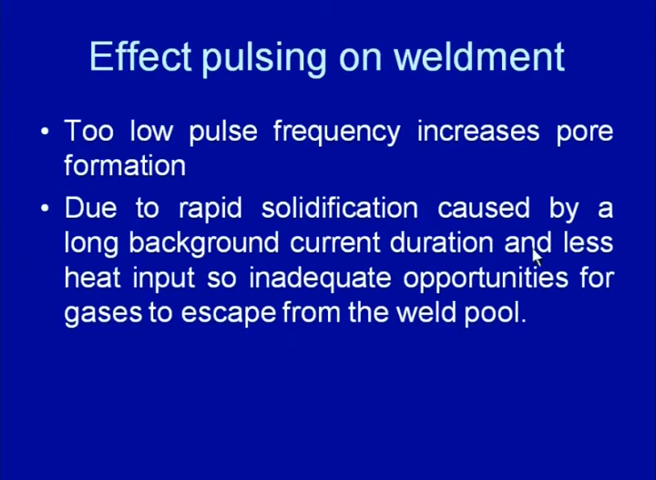 Effect pulsing on weldment
• Too low pulse frequency increases pore
formation
• Due to rapid solidification caused by a
long background current duration and less
heat input so inadequate opportunities for
gases to escape from the weld pool.